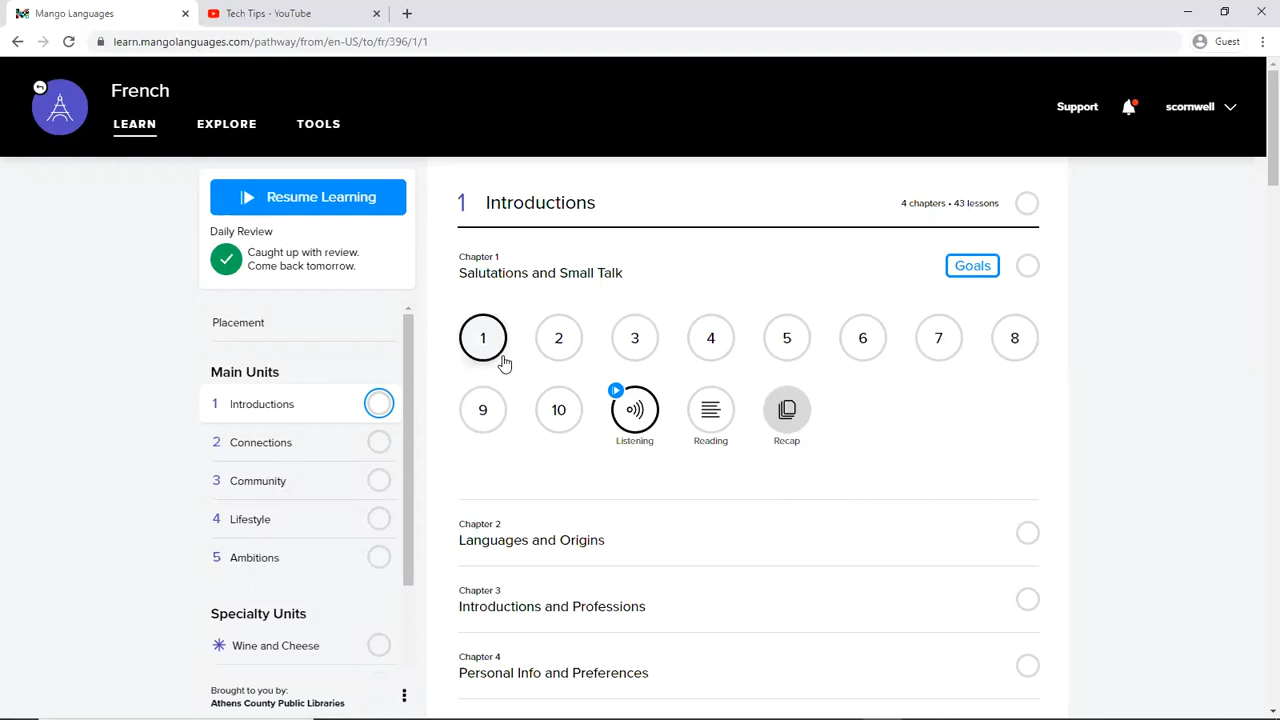 Mango Languages
Tech Tips - YouTube
learn.mangolanguages.com/pathway/from/en-US/to/fr/396/1/1
Guest
French
LEARN EXPLORE TOOLS
Support
scornwell
Resume Learning
Daily Review
Caught up with review.
Come back tomorrow.
Placement
Main Units
1 Introductions
2 Connections
3 Community
4 Lifestyle
5 Ambitions
Specialty Units
Wine and Cheese
Brought to you by:
Athens County Public Libraries
1 Introductions
4 chapters • 43 lessons
Chapter 1
Salutations and Small Talk
Goals
1 2 3 4 5 6 7 8
9 10
Listening Reading Recap
Chapter 2
Languages and Origins
Chapter 3
Introductions and Professions
Chapter 4
Personal Info and Preferences